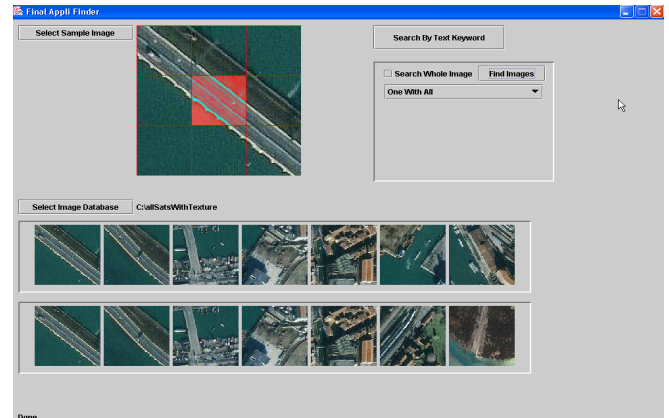 Final Appli Finder
Select Sample Image
Search By Text Keyword
Search Whole Image
Find Images
One With All
Select Image Database
C:\allSatsWithTexture
Done